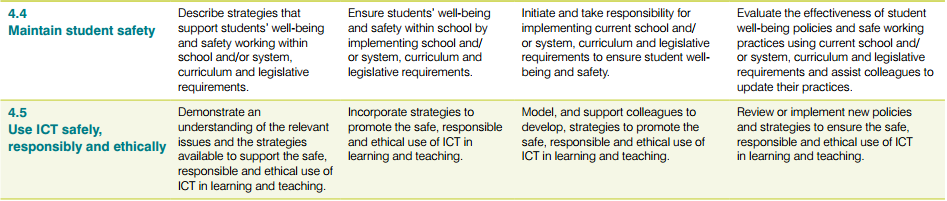 4.4
Maintain student safety
Describe strategies that
support students' well-being
and safety working within
school and/or system,
curriculum and legislative
requirements.
Ensure students' well-being
and safety within school by
implementing school and/
or system, curriculum and
legislative requirements.
Initiate and take responsibility for
implementing current school and/
or system, curriculum and legislative
requirements to ensure student well-
being and safety.
Evaluate the effectiveness of student
well-being policies and safe working
practices using current school and/
or system, curriculum and legislative
requirements and assist colleagues to
update their practices.
4.5
Use ICT safely,
responsibly and ethically
Demonstrate an
understanding of the relevant
issues and the strategies
available to support the safe,
responsible and ethical use of
ICT in learning and teaching.
Incorporate strategies to
promote the safe, responsible
and ethical use of ICT in
learning and teaching.
Model, and support colleagues to
develop, strategies to promote the
safe, responsible and ethical use of
ICT in learning and teaching.
Review or implement new policies
and strategies to ensure the safe,
responsible and ethical use of ICT
in learning and teaching.